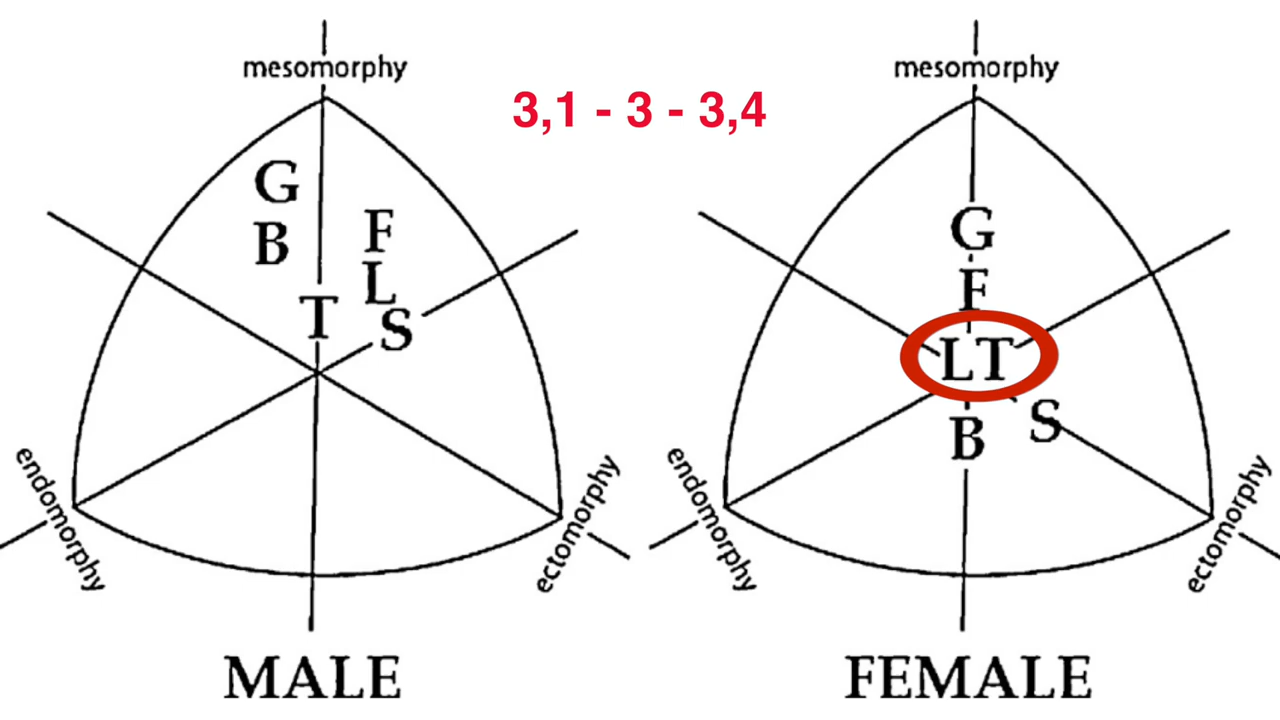 mesomorphy
3,1 - 3 - 3,4
mesomorphy
G
B
F
L
T
S
endomorphy
ectomorphy
MALE
G
F
LT
B
S
endomorphy
ectomorphy
FEMALE